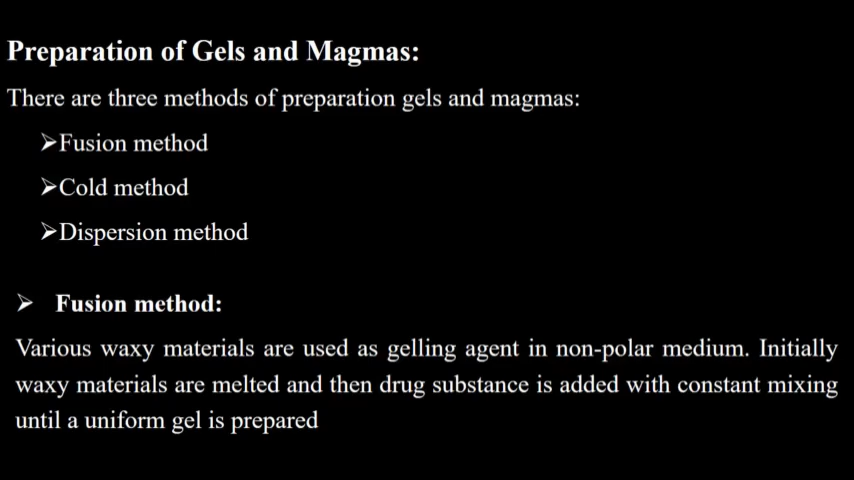 Preparation of Gels and Magmas:
There are three methods of preparation gels and magmas:
➢Fusion method
➢Cold method
➢Dispersion method
➢ Fusion method:
Various waxy materials are used as gelling agent in non-polar medium. Initially
waxy materials are melted and then drug substance is added with constant mixing
until a uniform gel is prepared